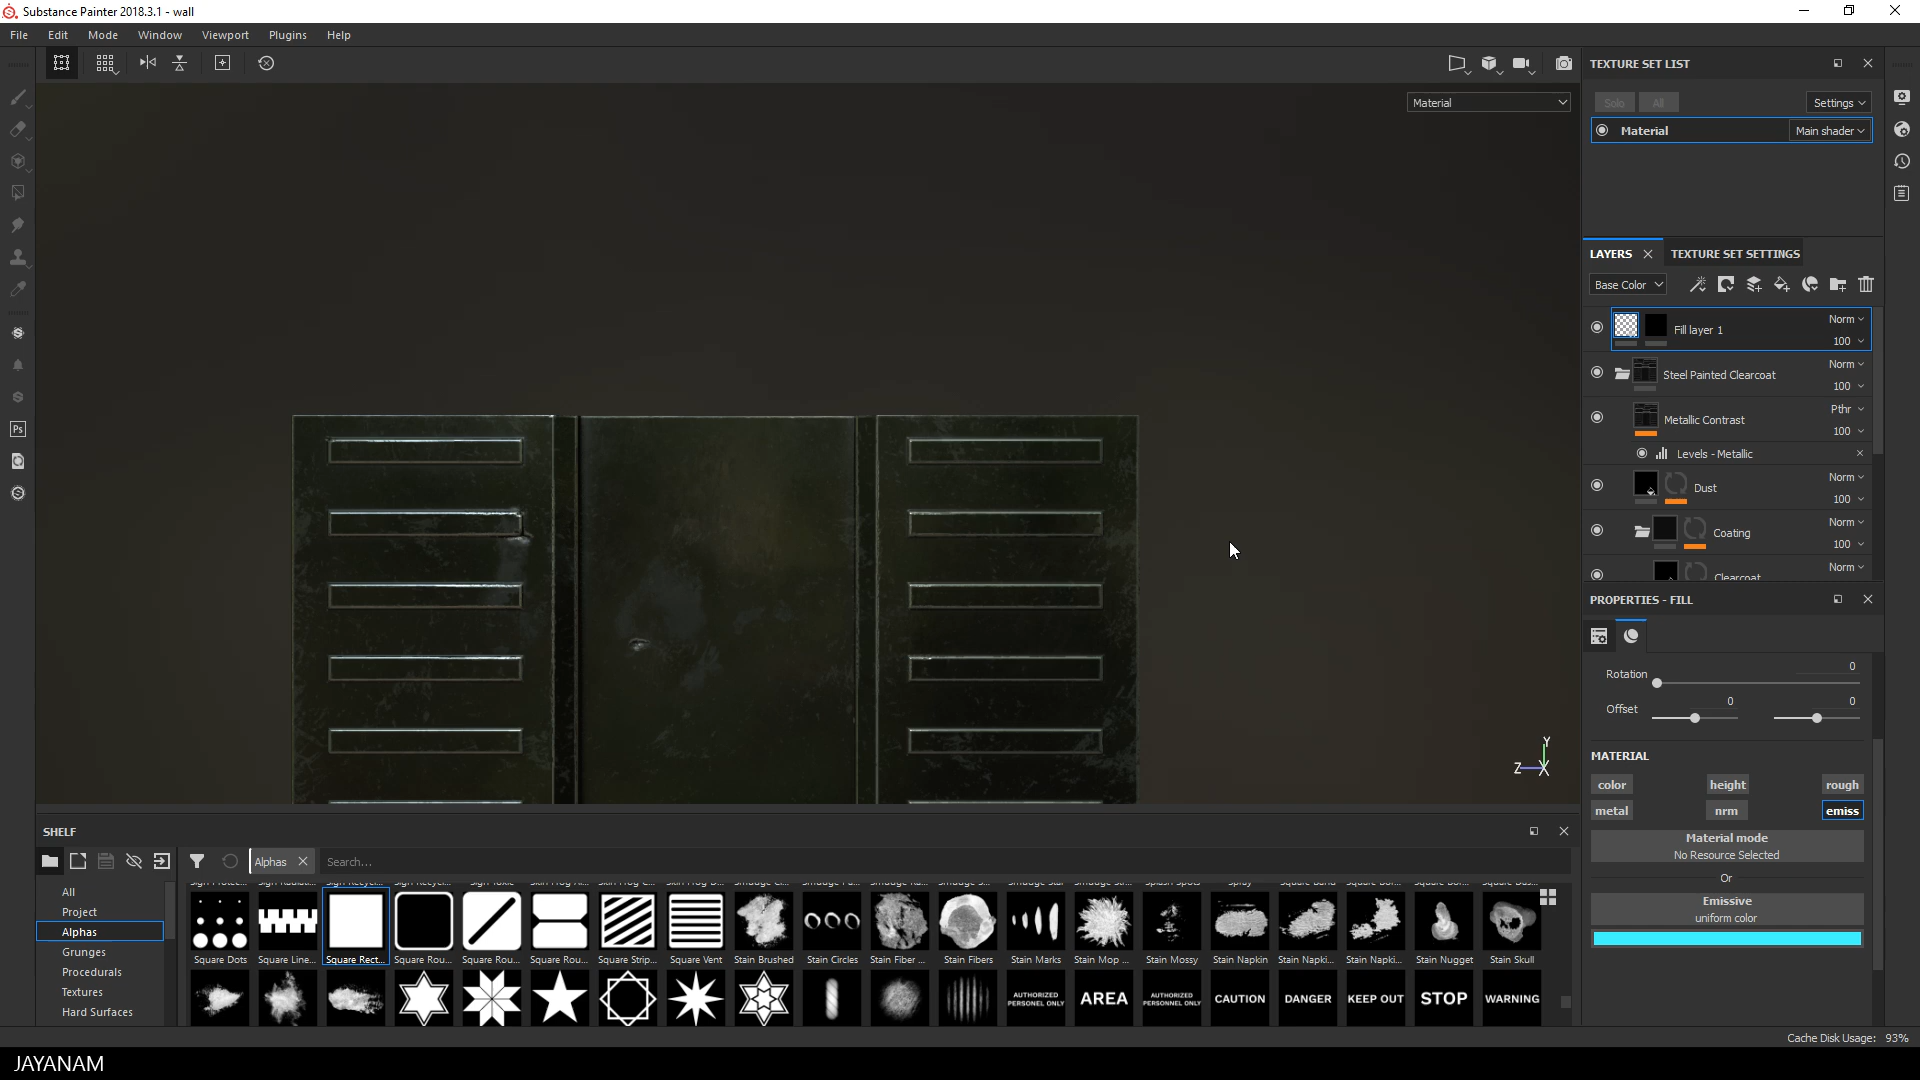 Substance Painter 2018.3.1 - wall
File Edit Mode Window Viewport Plugins Help
Material
TEXTURE SET LIST
Solo All Settings
Material Main shader
LAYERS TEXTURE SET SETTINGS
Base Color
Fill layer 1 Norm 100
Steel Painted Clearcoat Norm 100
Metallic Contrast Pthr 100
Levels - Metallic
Dust Norm 100
Coating Norm 100
Clearcoat Norm
PROPERTIES - FILL
Rotation 0
Offset 0 0
MATERIAL
color height rough
metal nrm emiss
Material mode
No Resource Selected
Or
Emissive
uniform color
Y
Z X
Ps
SHELF
Alphas Search...
All
Project
Alphas
Grunges
Procedurals
Textures
Hard Surfaces
Square Dots Square Line... Square Rect... Square Rou... Square Rou... Square Rou... Square Strip... Square Vent Stain Brushed Stain Circles Stain Fiber ... Stain Fibers Stain Marks Stain Mop ... Stain Mossy Stain Napkin Stain Napki... Stain Napki... Stain Nugget Stain Skull
AUTHORIZED PERSONEL ONLY AREA AUTHORIZED PERSONEL ONLY CAUTION DANGER KEEP OUT STOP WARNING
Cache Disk Usage: 93%
JAYANAM